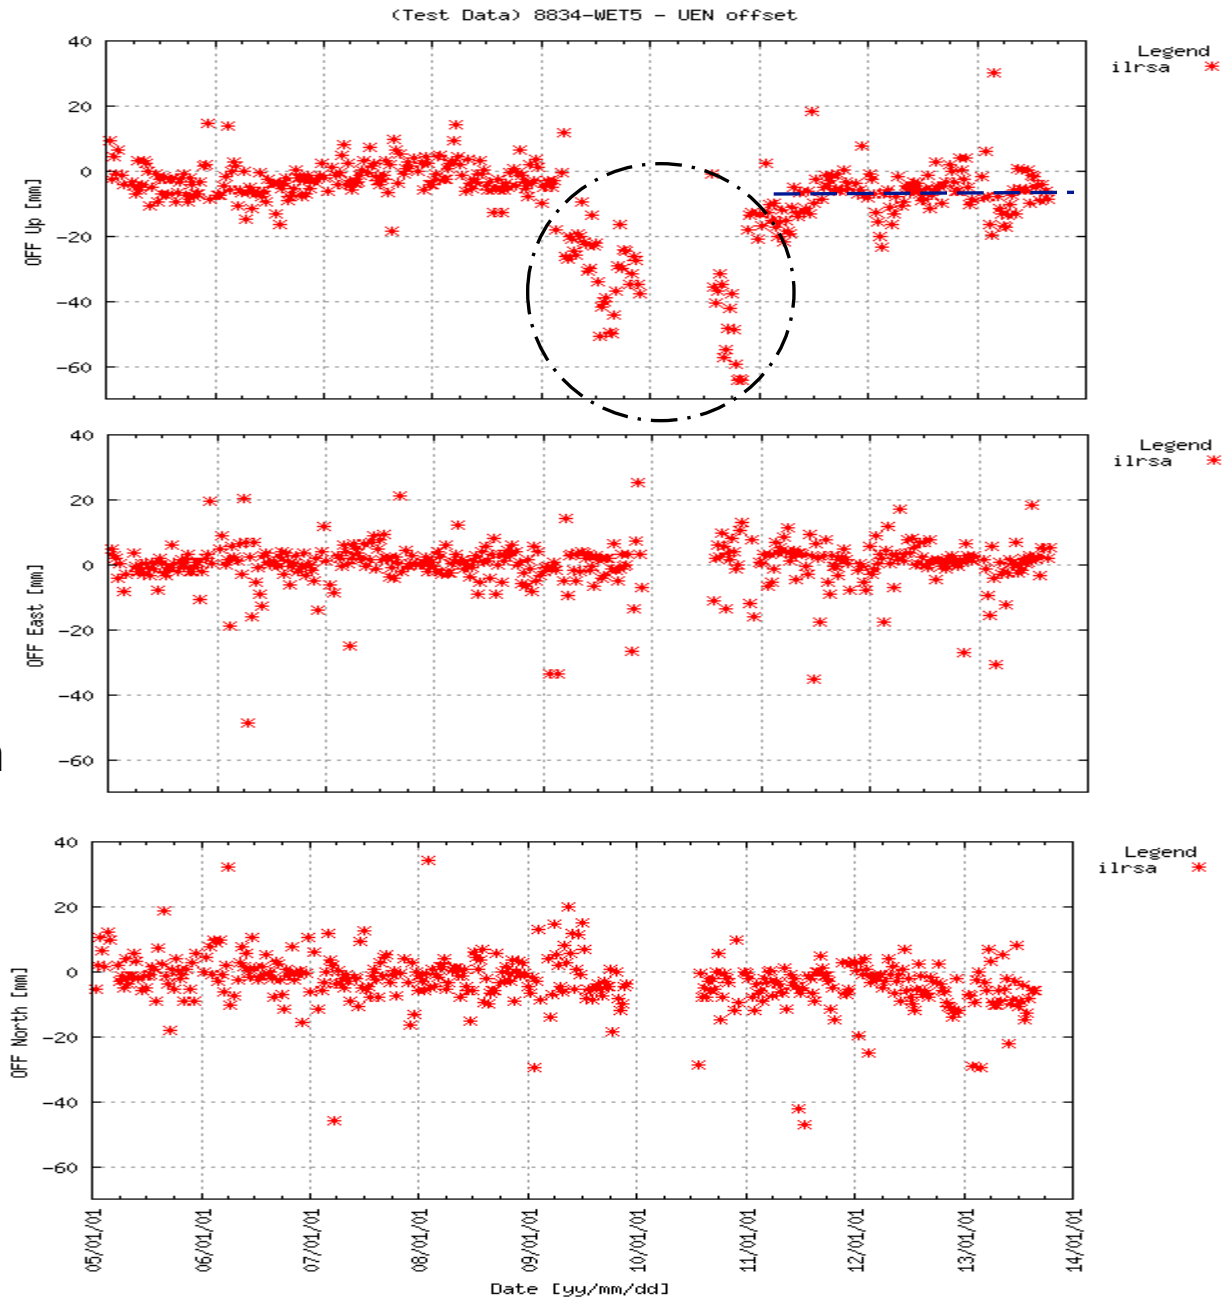 (Test Data) 8834-WET5 - UEN offset
Legend
ilrsa
OFF Up [mm]
40
20
0
-20
-40
-60
Legend
ilrsa
OFF East [mm]
40
20
0
-20
-40
-60
Legend
ilrsa
OFF North [mm]
40
20
0
-20
-40
-60
05/01/01
06/01/01
07/01/01
08/01/01
09/01/01
10/01/01
11/01/01
12/01/01
13/01/01
14/01/01
Date [yy/mm/dd]